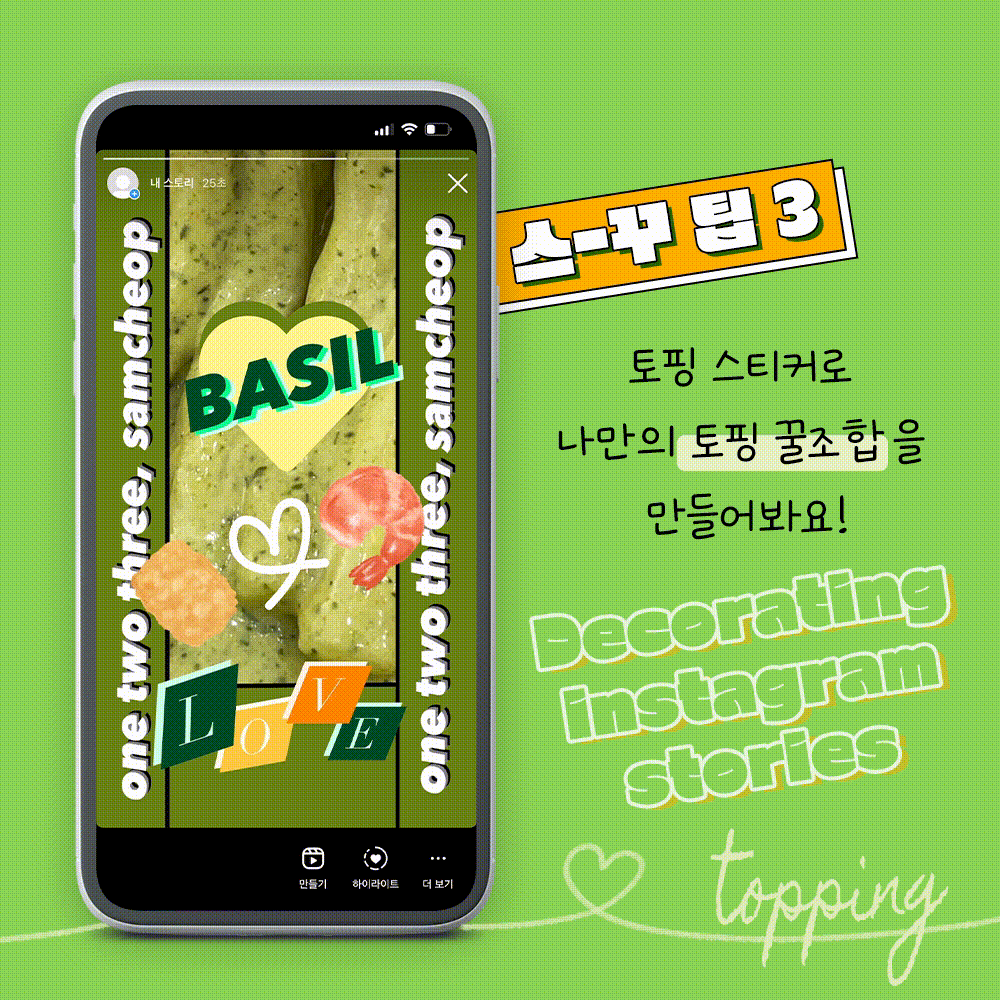 내 스토리 25초
one two three, samcheop
one two three, samcheop
BASIL
LOVE
만들기
하이라이트
더 보기
스-꾸 팁 3
토핑 스티커로
나만의 토핑 꿀조합을
만들어봐요!
Decorating
instagram
stories
topping